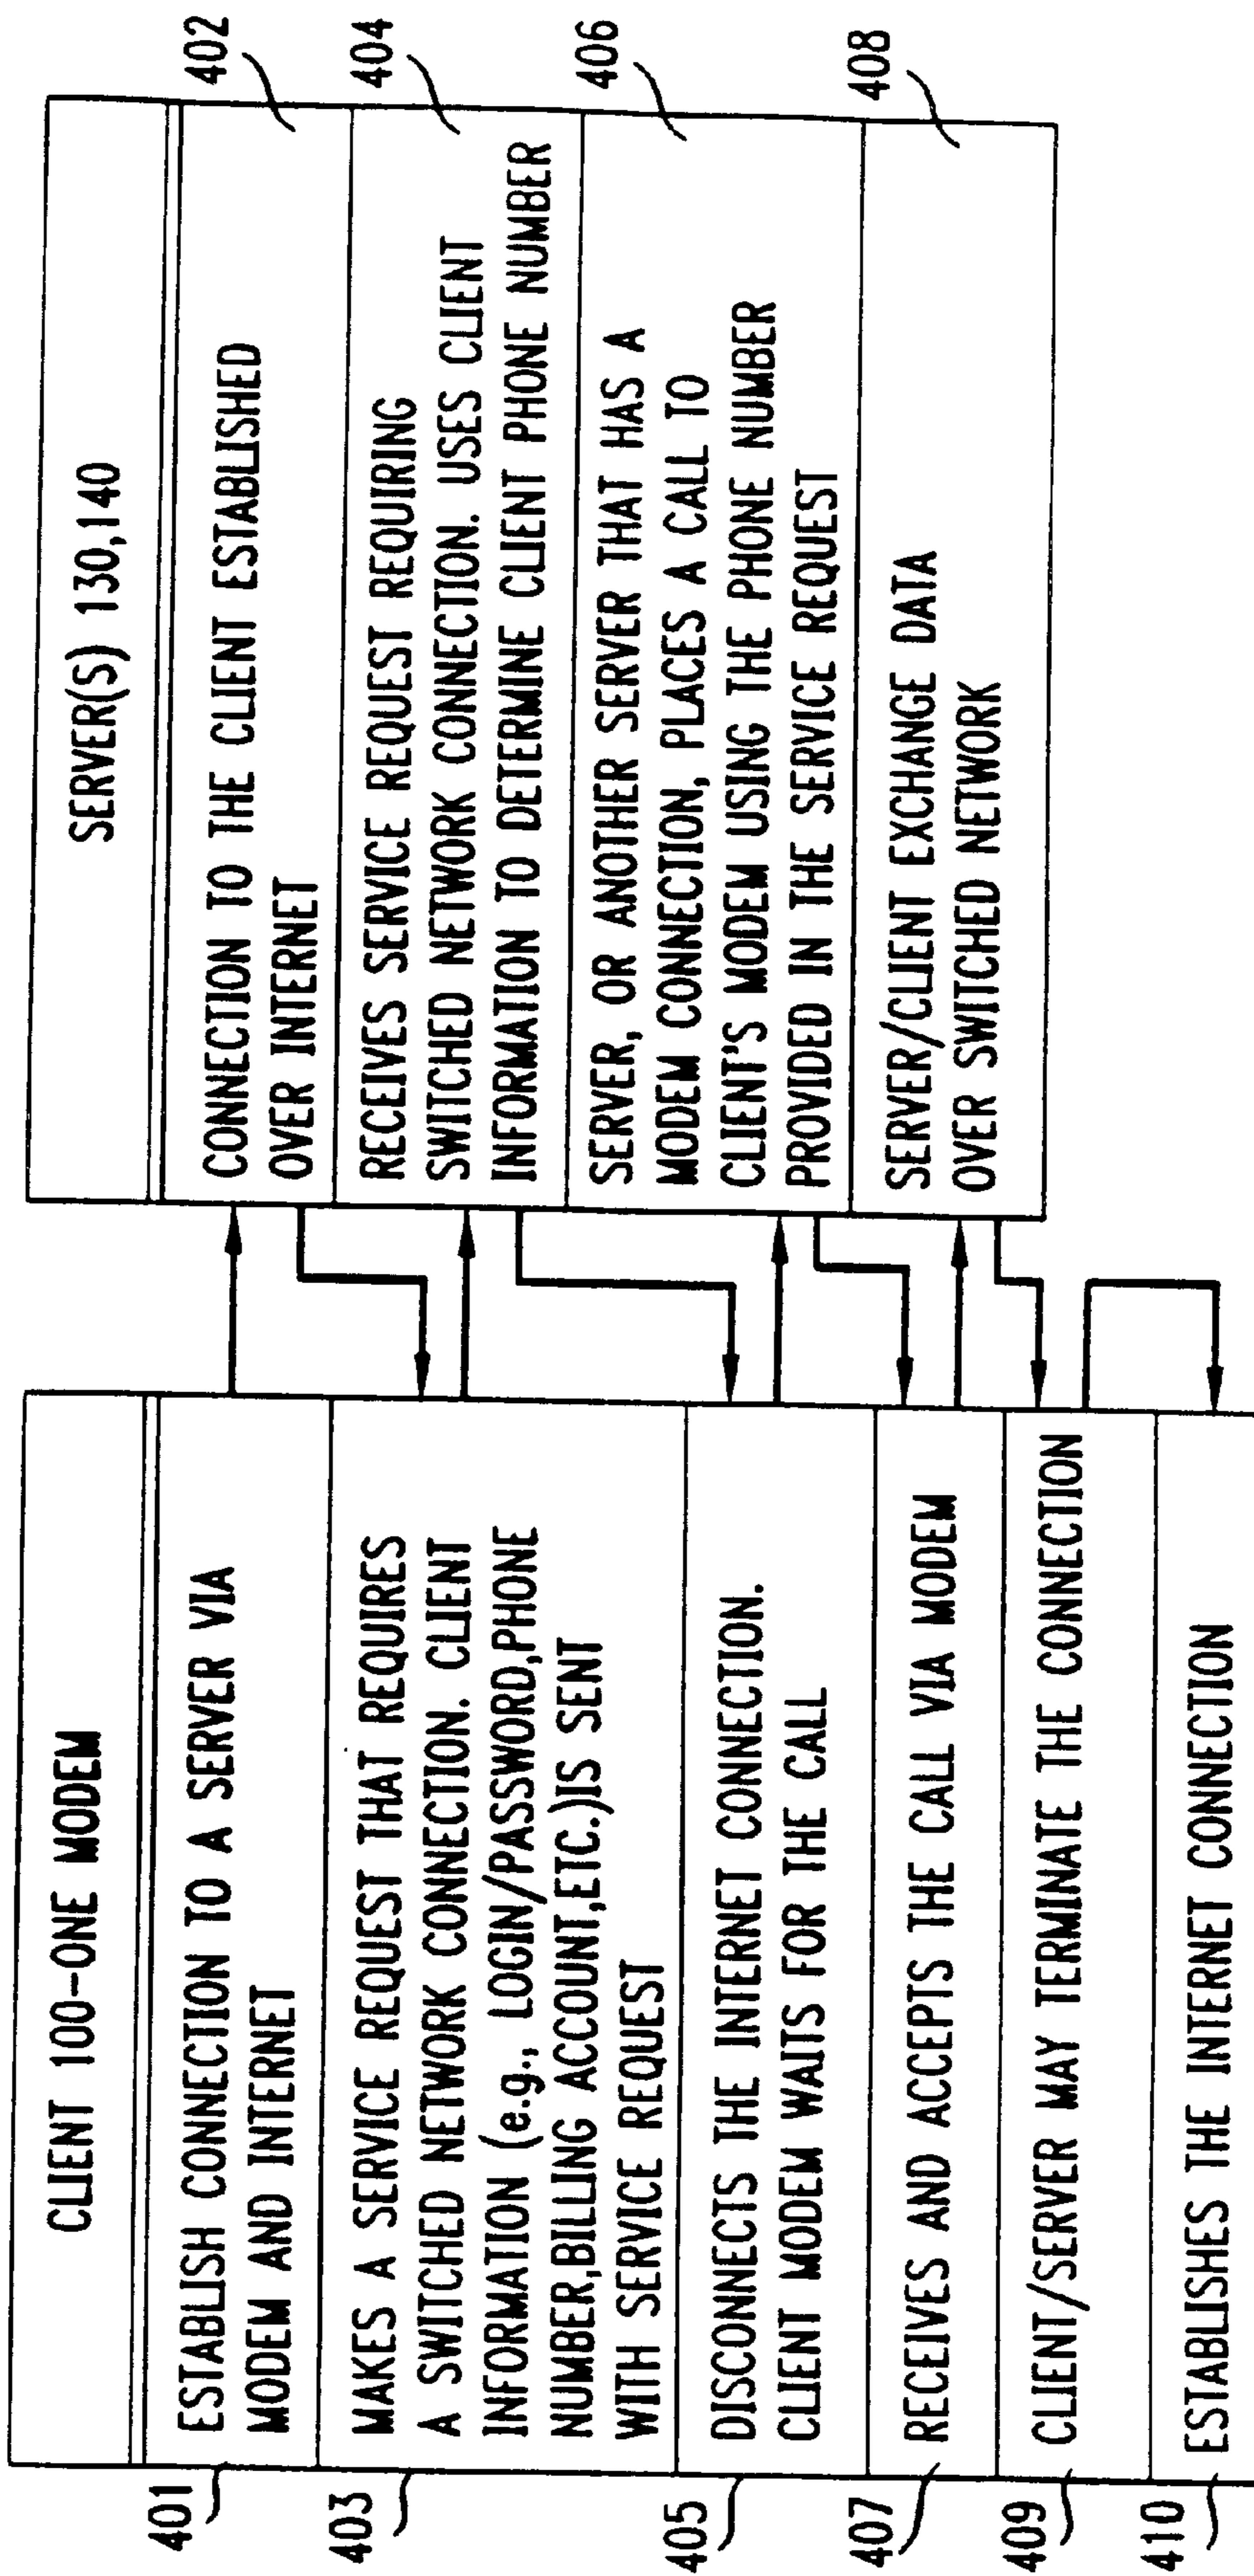 CLIENT 100-ONE MODEM
401
ESTABLISH CONNECTION TO A SERVER VIA
MODEM AND INTERNET
403
MAKES A SERVICE REQUEST THAT REQUIRES
A SWITCHED NETWORK CONNECTION. CLIENT
INFORMATION (e.g., LOGIN/PASSWORD,PHONE
NUMBER,BILLING ACCOUNT,ETC.)IS SENT
WITH SERVICE REQUEST
405
DISCONNECTS THE INTERNET CONNECTION.
CLIENT MODEM WAITS FOR THE CALL
407
RECEIVES AND ACCEPTS THE CALL VIA MODEM
409
CLIENT/SERVER MAY TERMINATE THE CONNECTION
410
ESTABLISHES THE INTERNET CONNECTION
SERVER(S) 130,140
CONNECTION TO THE CLIENT ESTABLISHED
OVER INTERNET
402
RECEIVES SERVICE REQUEST REQUIRING
SWITCHED NETWORK CONNECTION. USES CLIENT
INFORMATION TO DETERMINE CLIENT PHONE NUMBER
404
SERVER, OR ANOTHER SERVER THAT HAS A
MODEM CONNECTION, PLACES A CALL TO
CLIENT'S MODEM USING THE PHONE NUMBER
PROVIDED IN THE SERVICE REQUEST
406
SERVER/CLIENT EXCHANGE DATA
OVER SWITCHED NETWORK
408